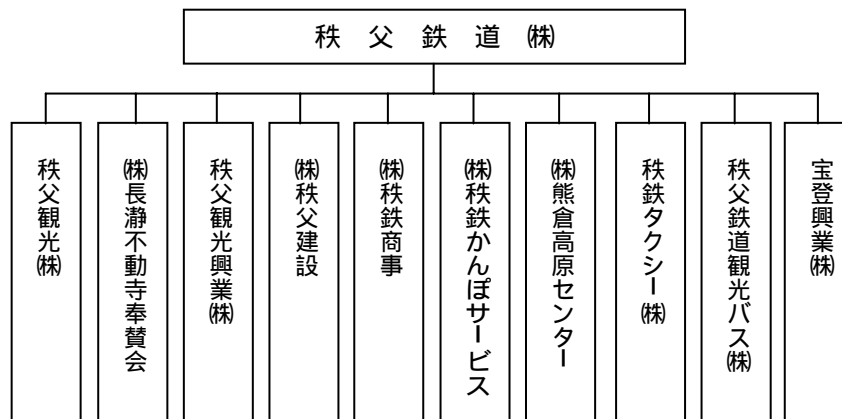 秩父鉄道㈱
秩父観光㈱
㈱長瀞不動寺奉賛会
秩父観光興業㈱
㈱秩父建設
㈱秩鉄商事
㈱秩鉄かんぽサービス
㈱熊倉高原センター
秩鉄タクシー㈱
秩父鉄道観光バス㈱
宝登興業㈱